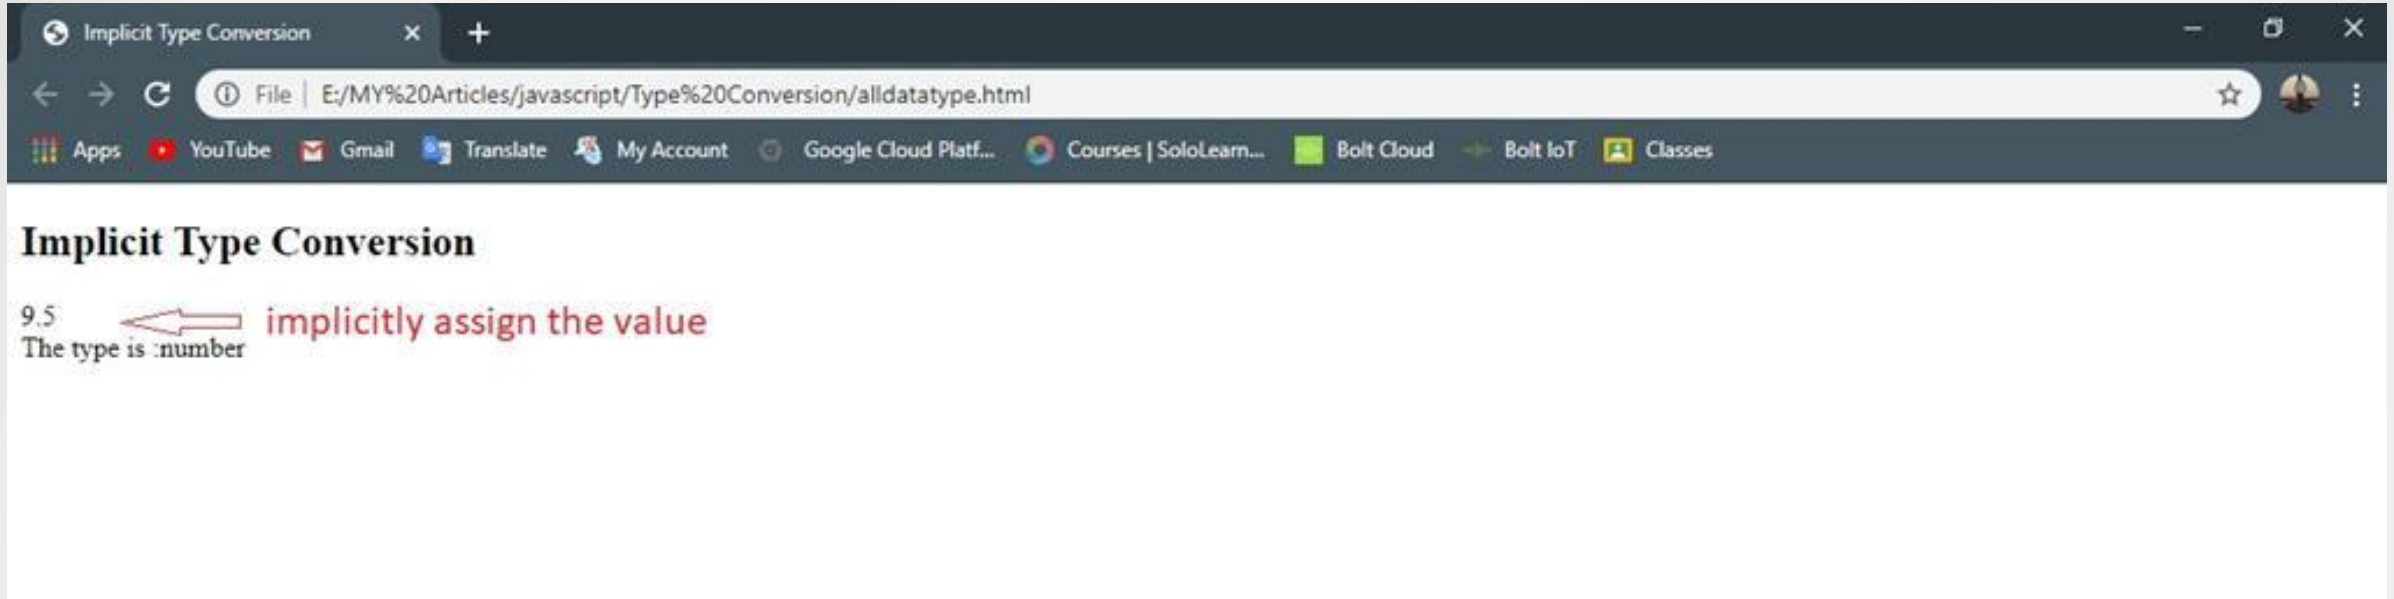 Implicit Type Conversion
File | E:/MY%20Articles/javascript/Type%20Conversion/alldatatype.html
Apps YouTube Gmail Translate My Account Google Cloud Platf... Courses | SoloLearn... Bolt Cloud Bolt IoT Classes
Implicit Type Conversion
9.5 implicitly assign the value
The type is :number